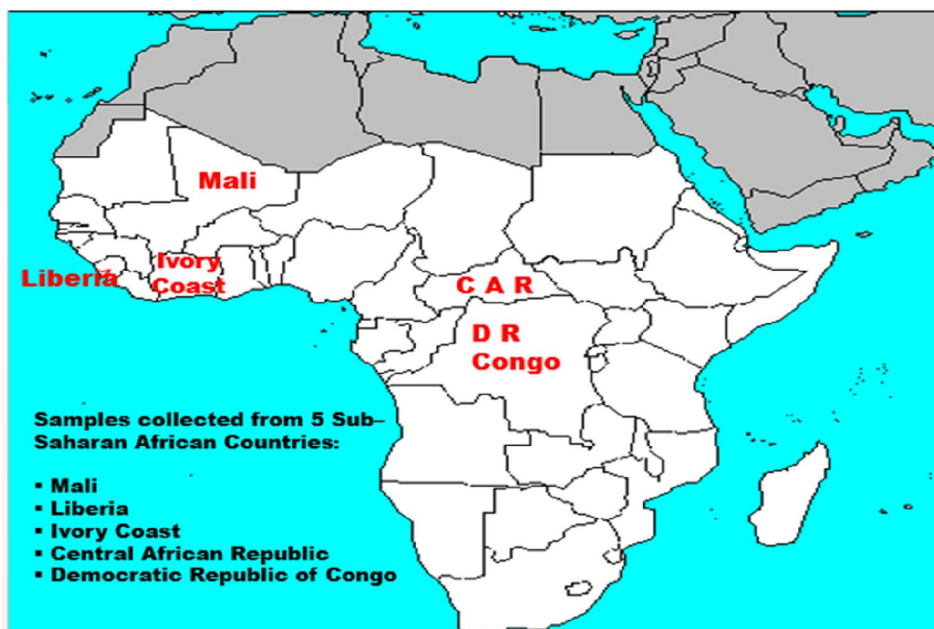 Mali
Liberia
Ivory
Coast
C A R
D R
Congo
Samples collected from 5 Sub–
Saharan African Countries:
▪ Mali
▪ Liberia
▪ Ivory Coast
▪ Central African Republic
▪ Democratic Republic of Congo